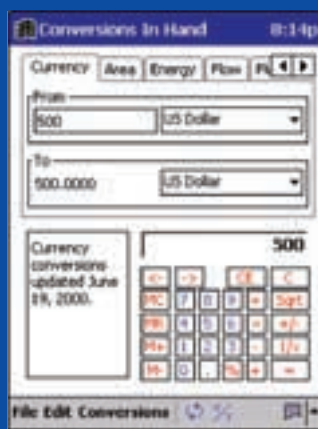 Conversions In Hand 8:14p
Currency Area Energy Flow
From
500 US Dollar
To
500.0000 US Dollar
Currency
conversions
updated June
19, 2000.
500
<- -> CE C
MC 7 8 9 Sqrt
MR 4 5 6 +/-
M+ 1 2 3 - 1/x
M- 0 . % + =
File Edit Conversions